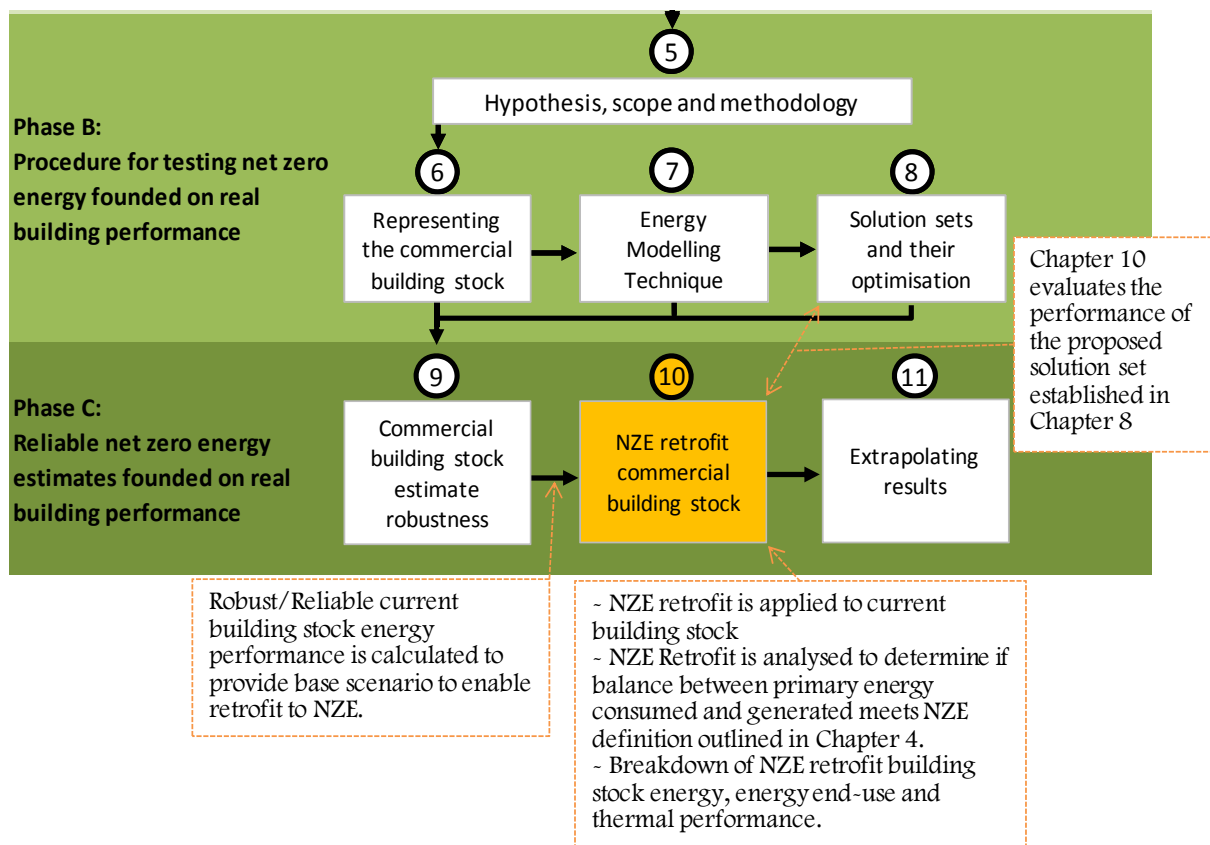 5
Hypothesis, scope and methodology
Phase B:
Procedure for testing net zero
energy founded on real
building performance
6
Representing
the commercial
building stock
7
Energy
Modelling
Technique
8
Solution sets
and their
optimisation
Chapter 10
evaluates the
performance of
the proposed
solution set
established in
Chapter 8
Phase C:
Reliable net zero energy
estimates founded on real
building performance
9
Commercial
building stock
estimate
robustness
10
NZE retrofit
commercial
building stock
11
Extrapolating
results
Robust/Reliable current
building stock energy
performance is calculated to
provide base scenario to enable
retrofit to NZE.
- NZE retrofit is applied to current
building stock
- NZE Retrofit is analysed to determine if
balance between primary energy
consumed and generated meets NZE
definition outlined in Chapter 4.
- Breakdown of NZE retrofit building
stock energy, energy end-use and
thermal performance.